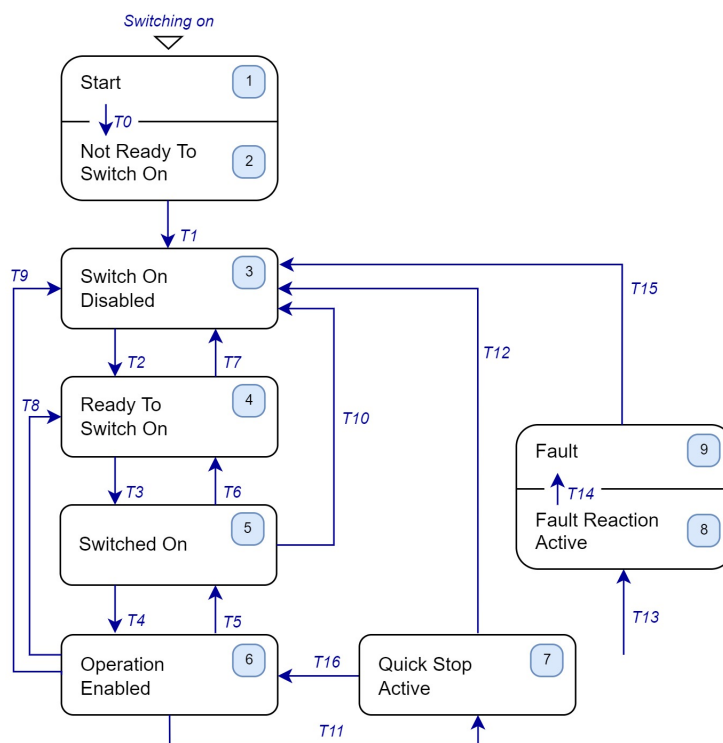 Switching on
Start
1
T0
Not Ready To
Switch On
2
T1
T9
Switch On
Disabled
3
T15
T12
T2
T7
T8
Ready To
Switch On
4
T10
Fault
9
T3
T6
T14
Switched On
5
Fault Reaction
Active
8
T4
T5
T13
Operation
Enabled
6
T16
Quick Stop
Active
7
T11